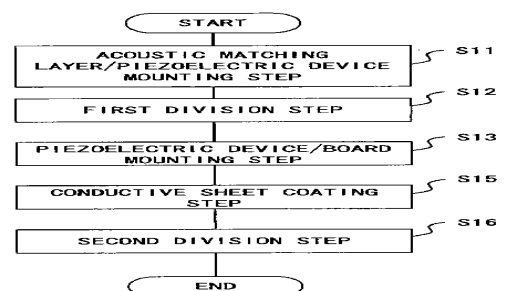 START
ACOUSTIC MATCHING
LAYER/PIEZOELECTRIC DEVICE
MOUNTING STEP
S11
FIRST DIVISION STEP
S12
PIEZOELECTRIC DEVICE/BOARD
MOUNTING STEP
S13
CONDUCTIVE SHEET COATING
STEP
S15
SECOND DIVISION STEP
S16
END